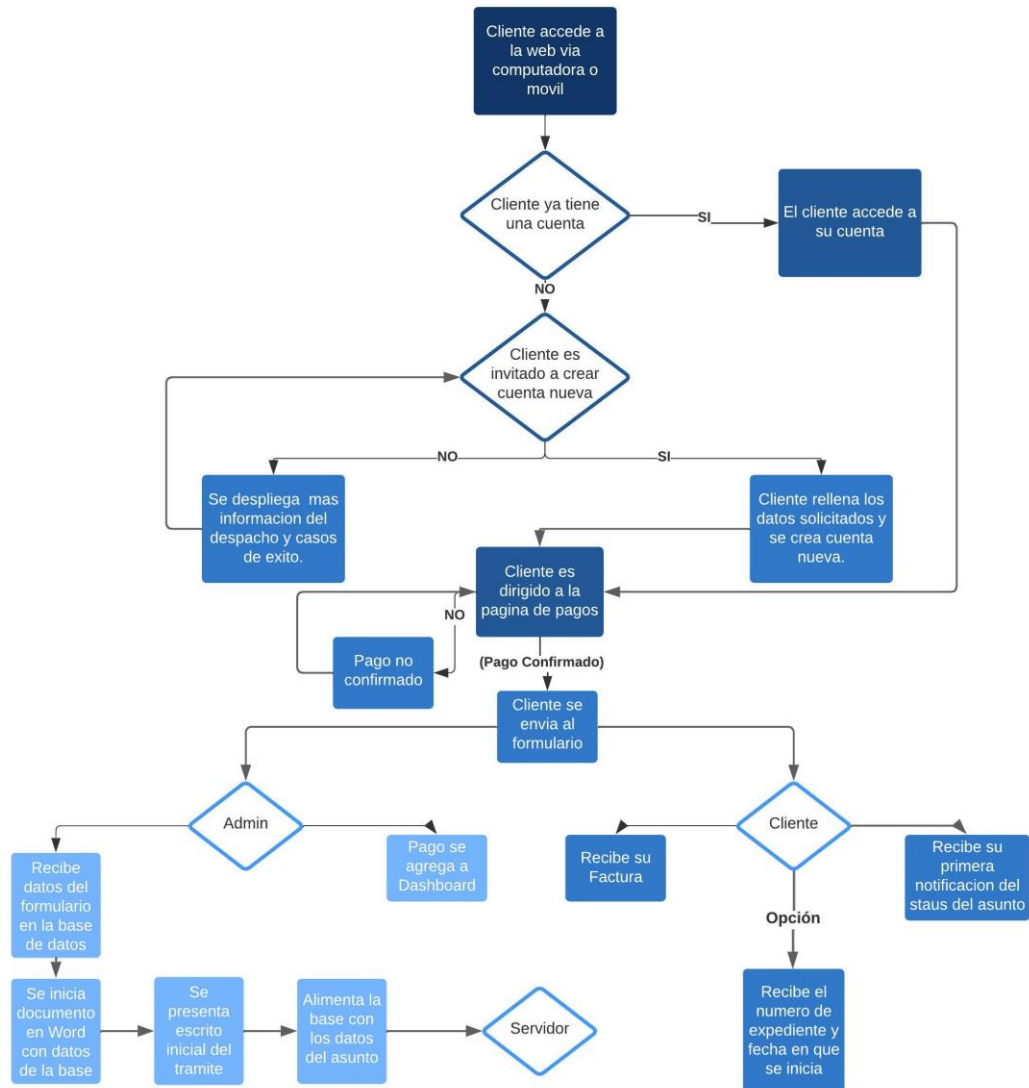 Cliente accede a
la web via
computadora o
movil
Cliente ya tiene
una cuenta
SI
El cliente accede a
su cuenta
NO
Cliente es
invitado a crear
cuenta nueva
NO
SI
Se despliega mas
informacion del
despacho y casos
de exito.
Cliente rellena los
datos solicitados y
se crea cuenta
nueva.
Cliente es
dirigido a la
pagina de pagos
NO
Pago no
confirmado
(Pago Confirmado)
Cliente se
envia al
formulario
Admin
Cliente
Recibe
datos del
formulario
en la base
de datos
Pago se
agrega a
Dashboard
Recibe su
Factura
Recibe su
primera
notificacion del
staus del asunto
Opción
Se inicia
documento
en Word
con datos
de la base
Se
presenta
escrito
inicial del
tramite
Alimenta la
base con
los datos
del asunto
Servidor
Recibe el
numero de
expediente y
fecha en que
se inicia